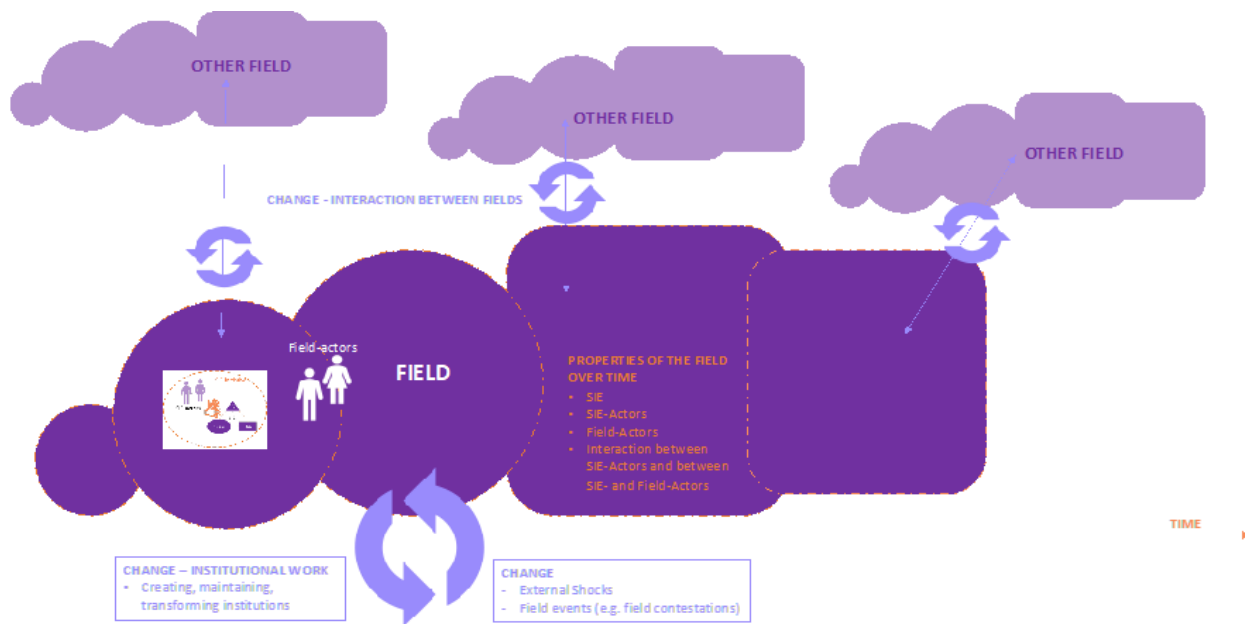 OTHER FIELD
OTHER FIELD
OTHER FIELD
CHANGE - INTERACTION BETWEEN FIELDS
Field-actors
FIELD
PROPERTIES OF THE FIELD
OVER TIME
• SIE
• SIE-Actors
• Field-Actors
• Interaction between
SIE-Actors and between
SIE- and Field-Actors
TIME
CHANGE – INSTITUTIONAL WORK
• Creating, maintaining,
transforming institutions
CHANGE
- External Shocks
- Field events (e.g. field contestations)